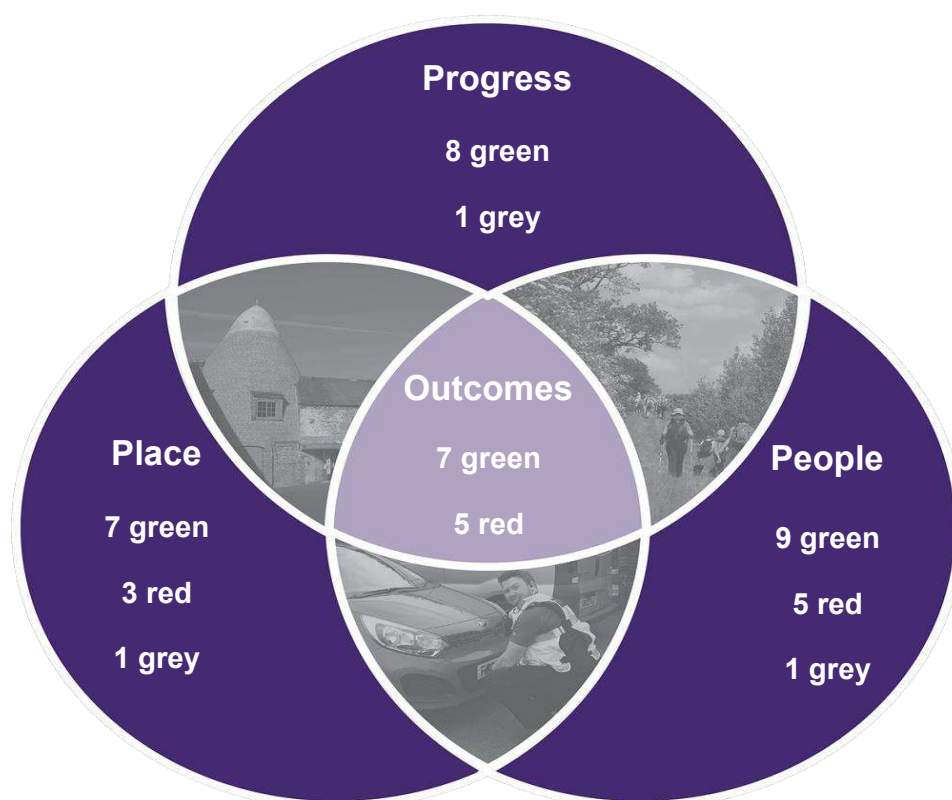 Progress
8 green
1 grey
Outcomes
7 green
5 red
Place
7 green
3 red
1 grey
People
9 green
5 red
1 grey